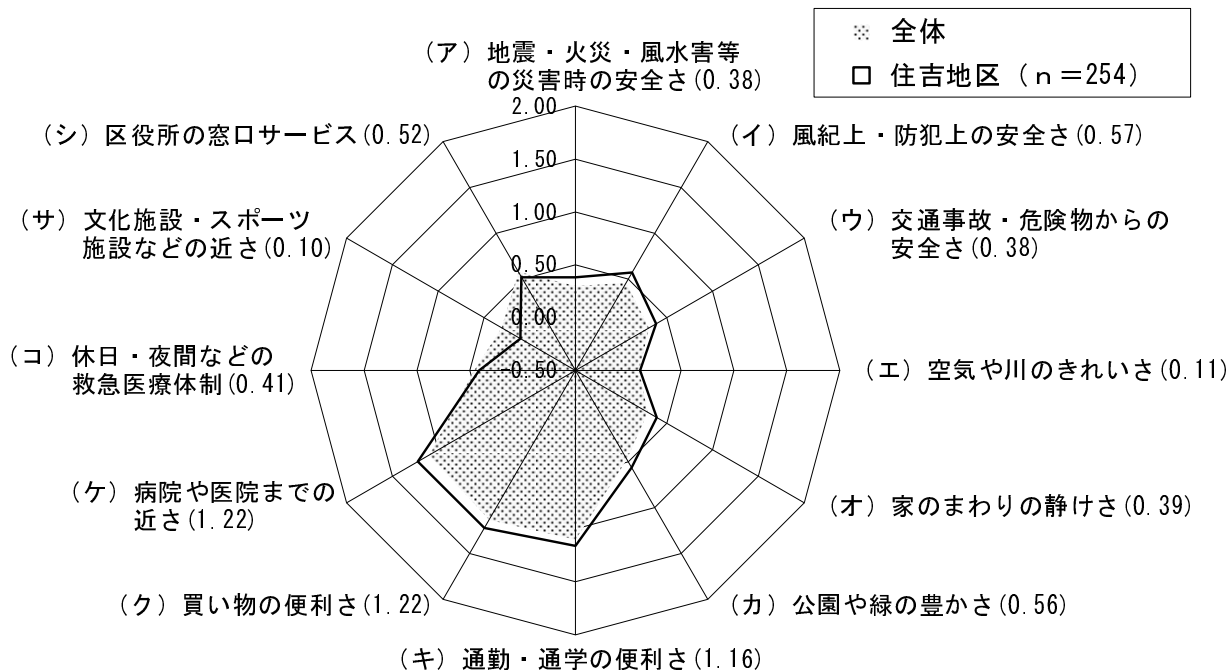 全体
住吉地区（ｎ＝254）
（ア）地震・火災・風水害等
の災害時の安全さ(0.38)
（イ）風紀上・防犯上の安全さ(0.57)
（ウ）交通事故・危険物からの
安全さ(0.38)
（エ）空気や川のきれいさ(0.11)
（オ）家のまわりの静けさ(0.39)
（カ）公園や緑の豊かさ(0.56)
（キ）通勤・通学の便利さ(1.16)
（ク）買い物の便利さ(1.22)
（ケ）病院や医院までの
近さ(1.22)
（コ）休日・夜間などの
救急医療体制(0.41)
（サ）文化施設・スポーツ
施設などの近さ(0.10)
（シ）区役所の窓口サービス(0.52)
2.00
1.50
1.00
0.50
0.00
-0.50